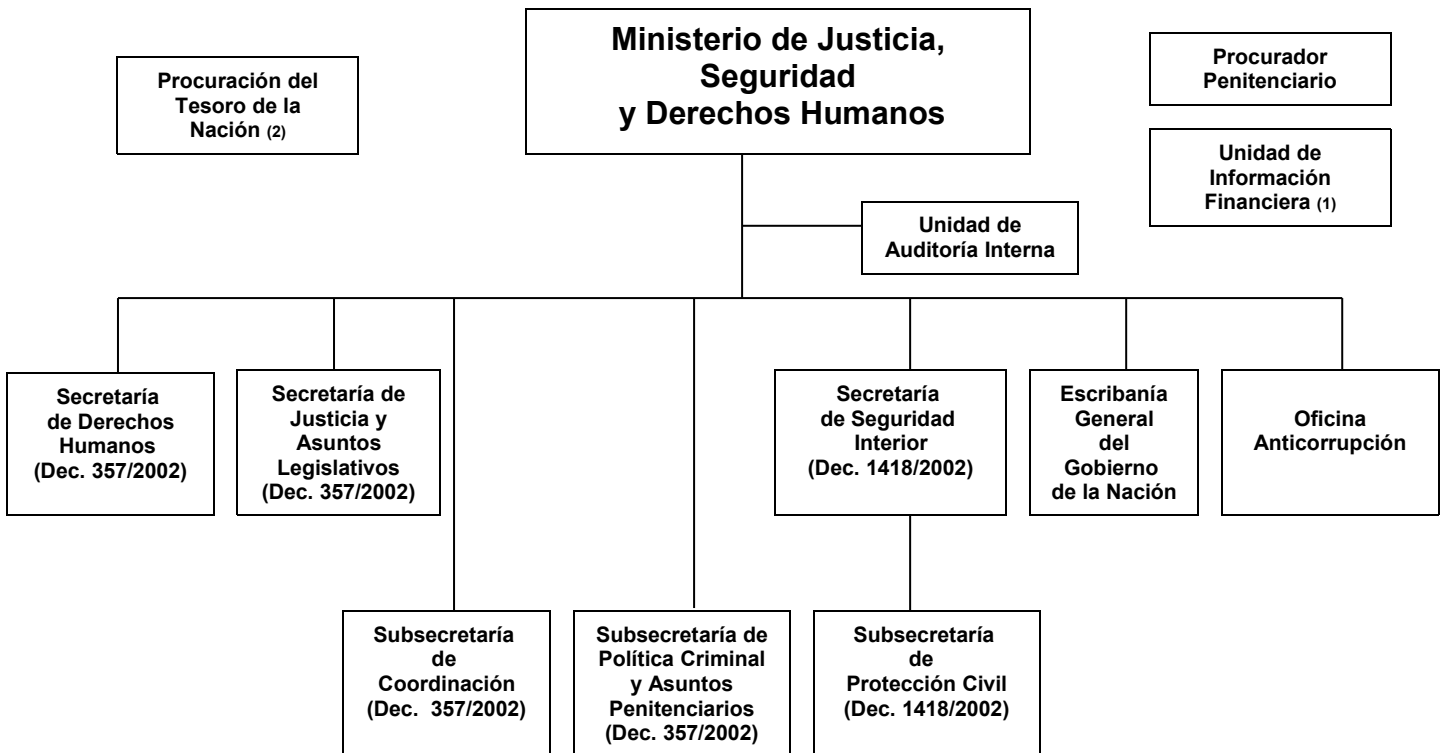 Ministerio de Justicia,
Seguridad
y Derechos Humanos
Procuración del
Tesoro de la
Nación (2)
Procurador
Penitenciario
Unidad de
Información
Financiera (1)
Unidad de
Auditoría Interna
Secretaría
de Derechos
Humanos
(Dec. 357/2002)
Secretaría de
Justicia y
Asuntos
Legislativos
(Dec. 357/2002)
Secretaría
de Seguridad
Interior
(Dec. 1418/2002)
Escribanía
General
del
Gobierno
de la Nación
Oficina
Anticorrupción
Subsecretaría
de
Coordinación
(Dec. 357/2002)
Subsecretaría de
Política Criminal
y Asuntos
Penitenciarios
(Dec. 357/2002)
Subsecretaría
de
Protección Civil
(Dec. 1418/2002)